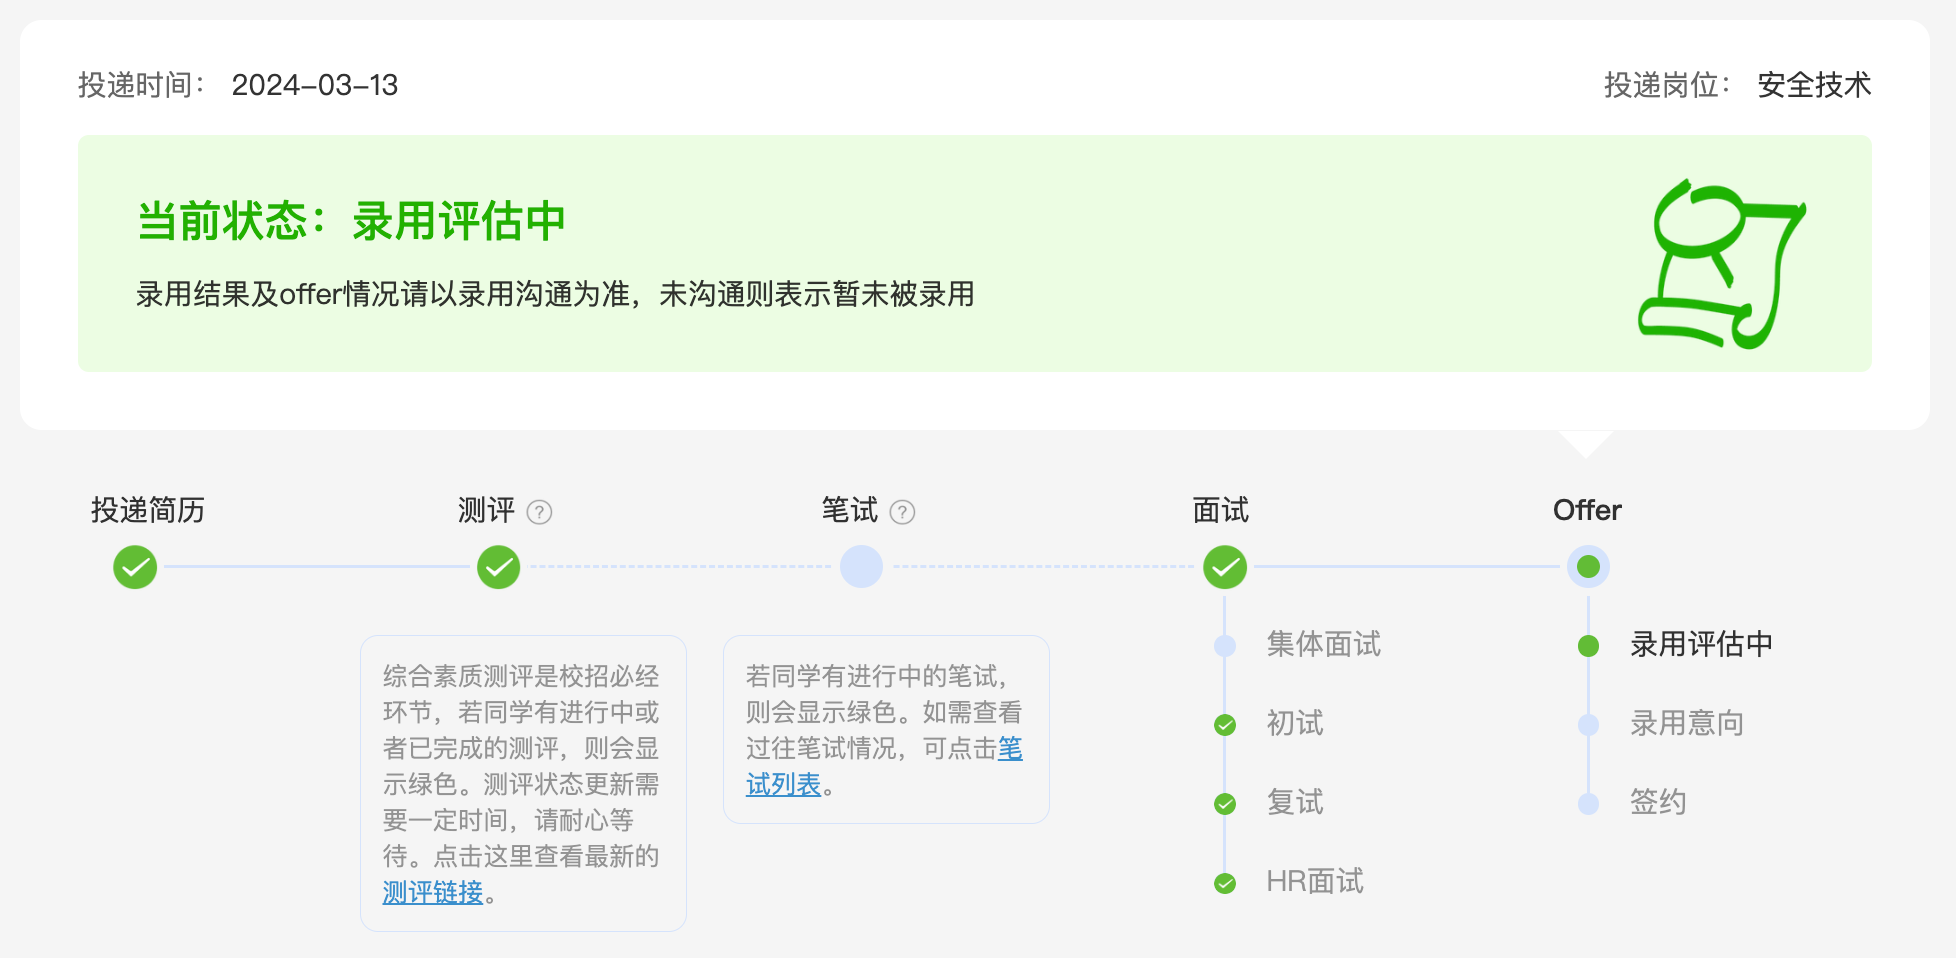 投递时间： 2024-03-13
投递岗位： 安全技术
当前状态：录用评估中
录用结果及offer情况请以录用沟通为准，未沟通则表示暂未被录用
投递简历
测评 ?
笔试 ?
面试
Offer
综合素质测评是校招必经
环节，若同学有进行中或
者已完成的测评，则会显
示绿色。测评状态更新需
要一定时间，请耐心等
待。点击这里查看最新的
测评链接。
若同学有进行中的笔试，
则会显示绿色。如需查看
过往笔试情况，可点击笔
试列表。
集体面试
初试
复试
HR面试
录用评估中
录用意向
签约